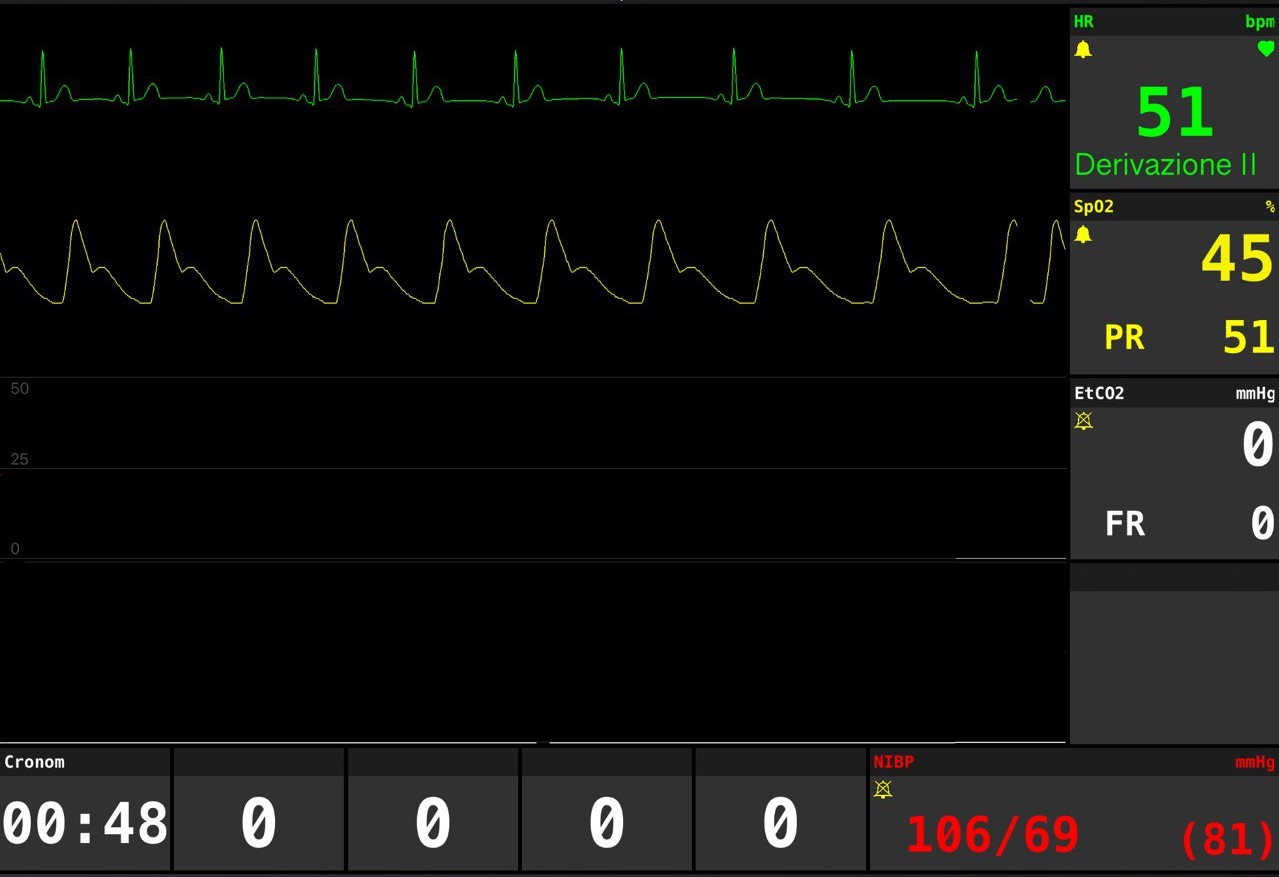 HR bpm
51
Derivazione II
SpO2 %
45
PR 51
50
25
0
EtCO2 mmHg
0
FR 0
Cronom
00:48
0
0
0
0
NIBP mmHg
106/69 (81)